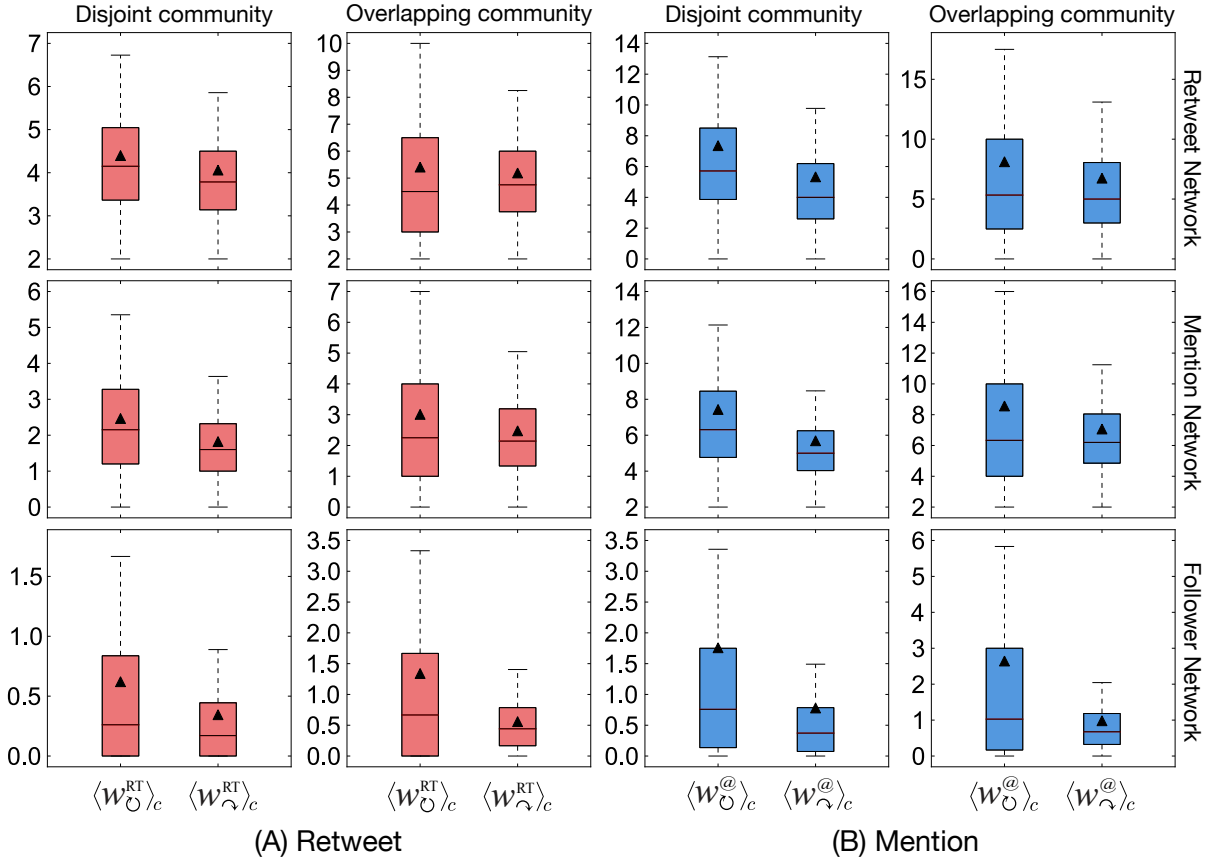 Disjoint community Overlapping community Disjoint community Overlapping community
7 6 5 4 3 2
10 9 8 7 6 5 4 3 2
14 12 10 8 6 4 2 0
15 10 5 0
Retweet Network
6 5 4 3 2 1 0
7 6 5 4 3 2 1 0
14 12 10 8 6 4 2
16 14 12 10 8 6 4 2
Mention Network
1.5 1.0 0.5 0.0
3.5 3.0 2.5 2.0 1.5 1.0 0.5 0.0
3.5 3.0 2.5 2.0 1.5 1.0 0.5 0.0
6 5 4 3 2 1 0
Follower Network
⟨w↻^RT⟩c ⟨w↷^RT⟩c ⟨w↻^RT⟩c ⟨w↷^RT⟩c ⟨w↻^@⟩c ⟨w↷^@⟩c ⟨w↻^@⟩c ⟨w↷^@⟩c
(A) Retweet (B) Mention